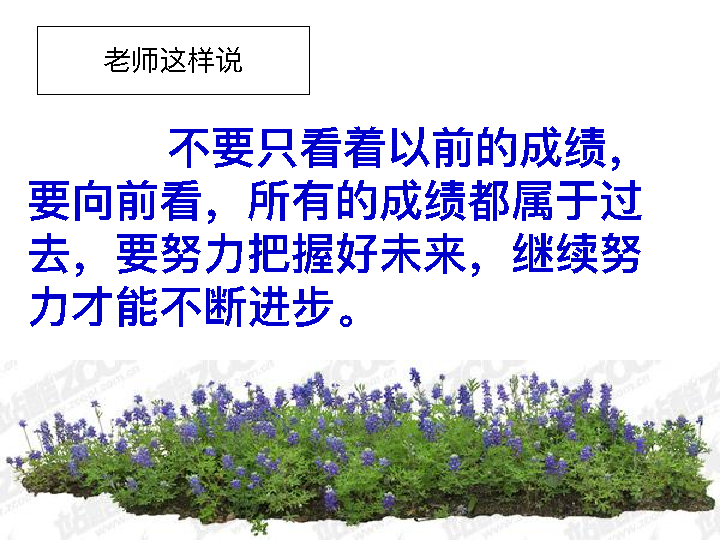 老师这样说
不要只看着以前的成绩，
要向前看，所有的成绩都属于过
去，要努力把握好未来，继续努
力才能不断进步。